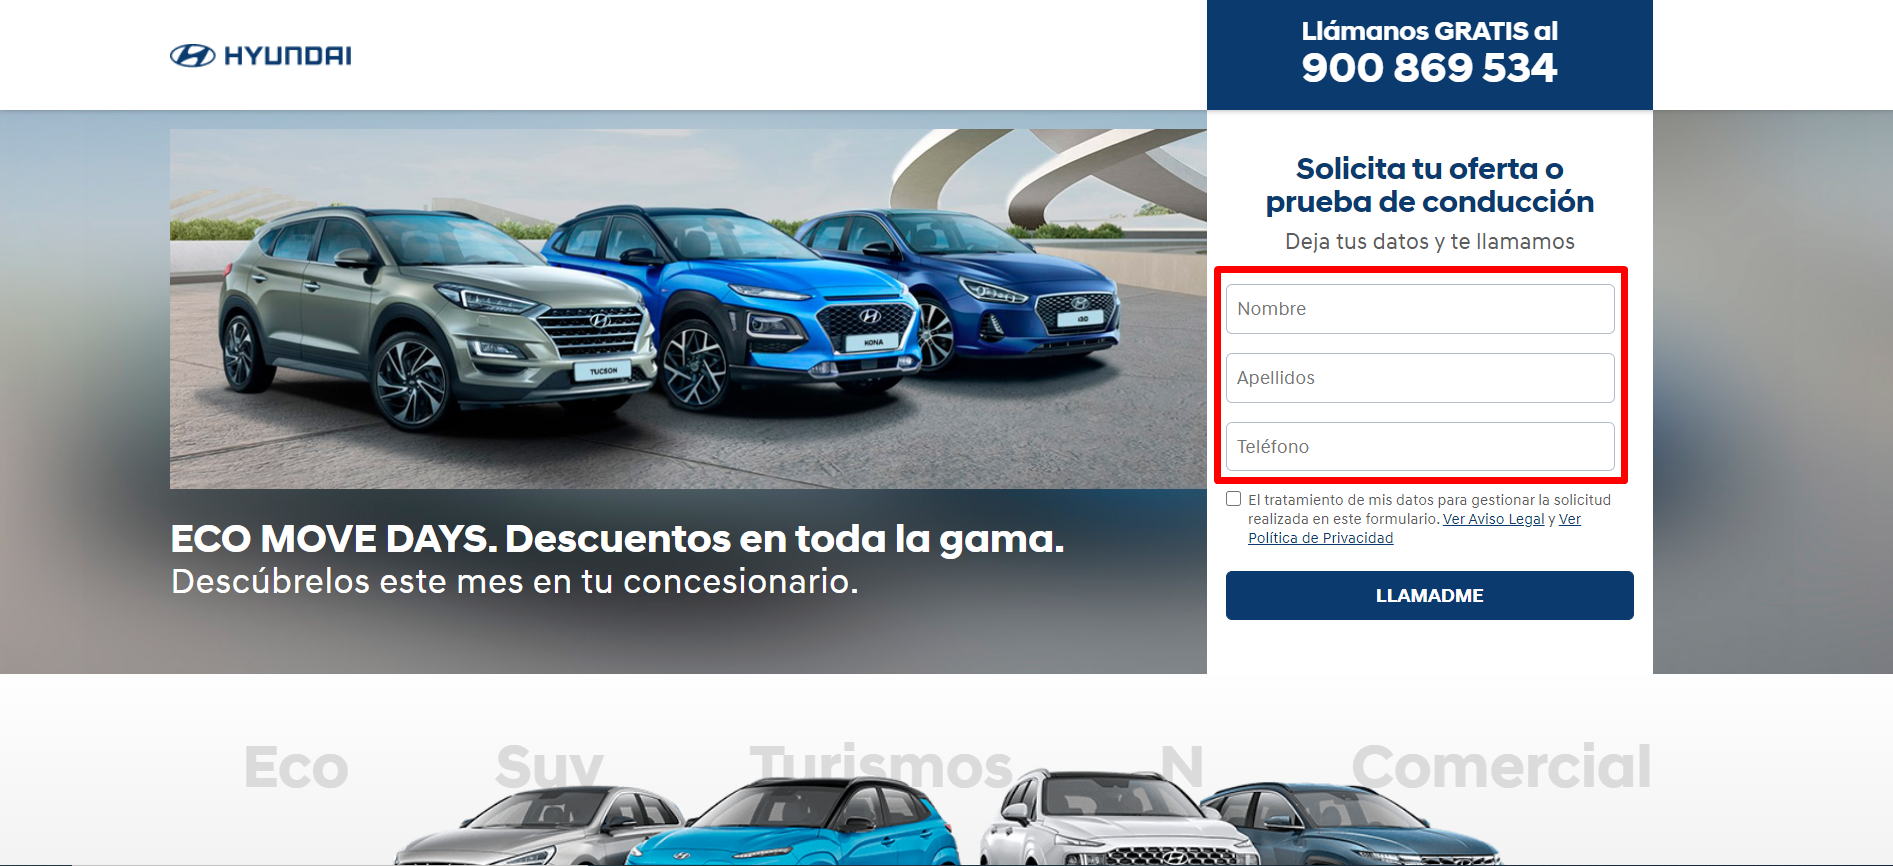 HYUNDAI
Llámanos GRATIS al
900 869 534
TUCSON
KONA
i30
ECO MOVE DAYS. Descuentos en toda la gama.
Descúbrelos este mes en tu concesionario.
Solicita tu oferta o
prueba de conducción
Deja tus datos y te llamamos
Nombre
Apellidos
Teléfono
El tratamiento de mis datos para gestionar la solicitud
realizada en este formulario. Ver Aviso Legal y Ver
Política de Privacidad
LLAMADME
Eco Suv Turismos N Comercial